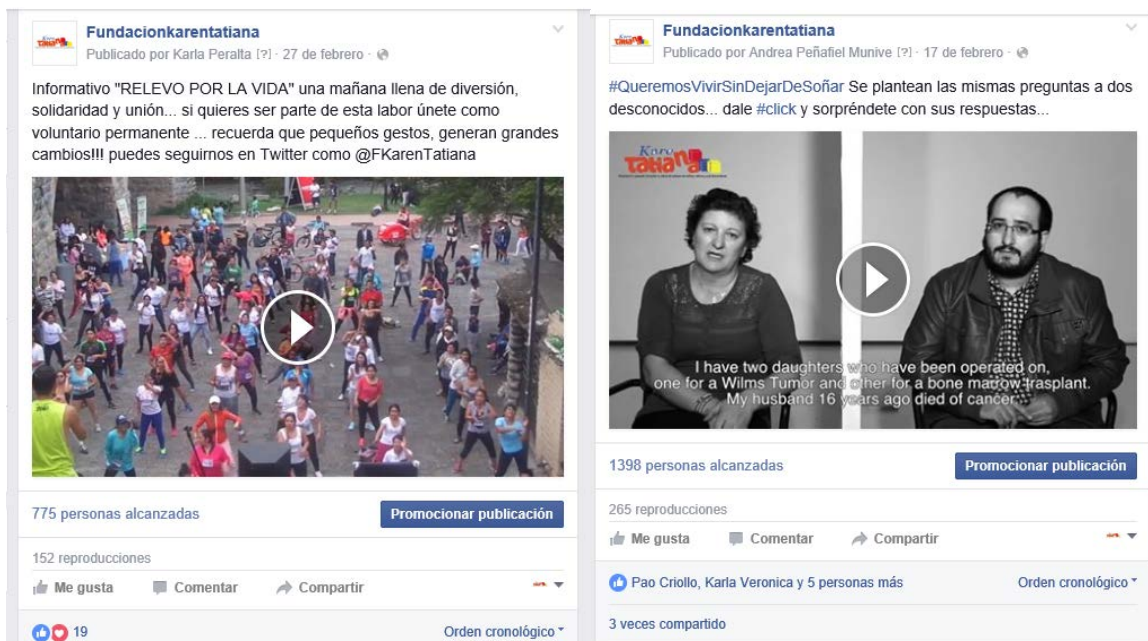 Fundacionkarentatiana
Publicado por Karla Peralta [?] · 27 de febrero ·
Informativo "RELEVO POR LA VIDA" una mañana llena de diversión,
solidaridad y unión... si quieres ser parte de esta labor únete como
voluntario permanente ... recuerda que pequeños gestos, generan grandes
cambios!!! puedes seguirnos en Twitter como @FKarenTatiana
775 personas alcanzadas
Promocionar publicación
152 reproducciones
Me gusta Comentar Compartir
19
Orden cronológico
Fundacionkarentatiana
Publicado por Andrea Peñafiel Munive [?] · 17 de febrero ·
#QueremosVivirSinDejarDeSoñar Se plantean las mismas preguntas a dos
desconocidos... dale #click y sorpréndete con sus respuestas...
Tatiana
I have two daughters who have been operated on,
one for a Wilms Tumor and other for a bone marrow trasplant.
My husband 16 years ago died of cancer
1398 personas alcanzadas
Promocionar publicación
265 reproducciones
Me gusta Comentar Compartir
Pao Criollo, Karla Veronica y 5 personas más
Orden cronológico
3 veces compartido